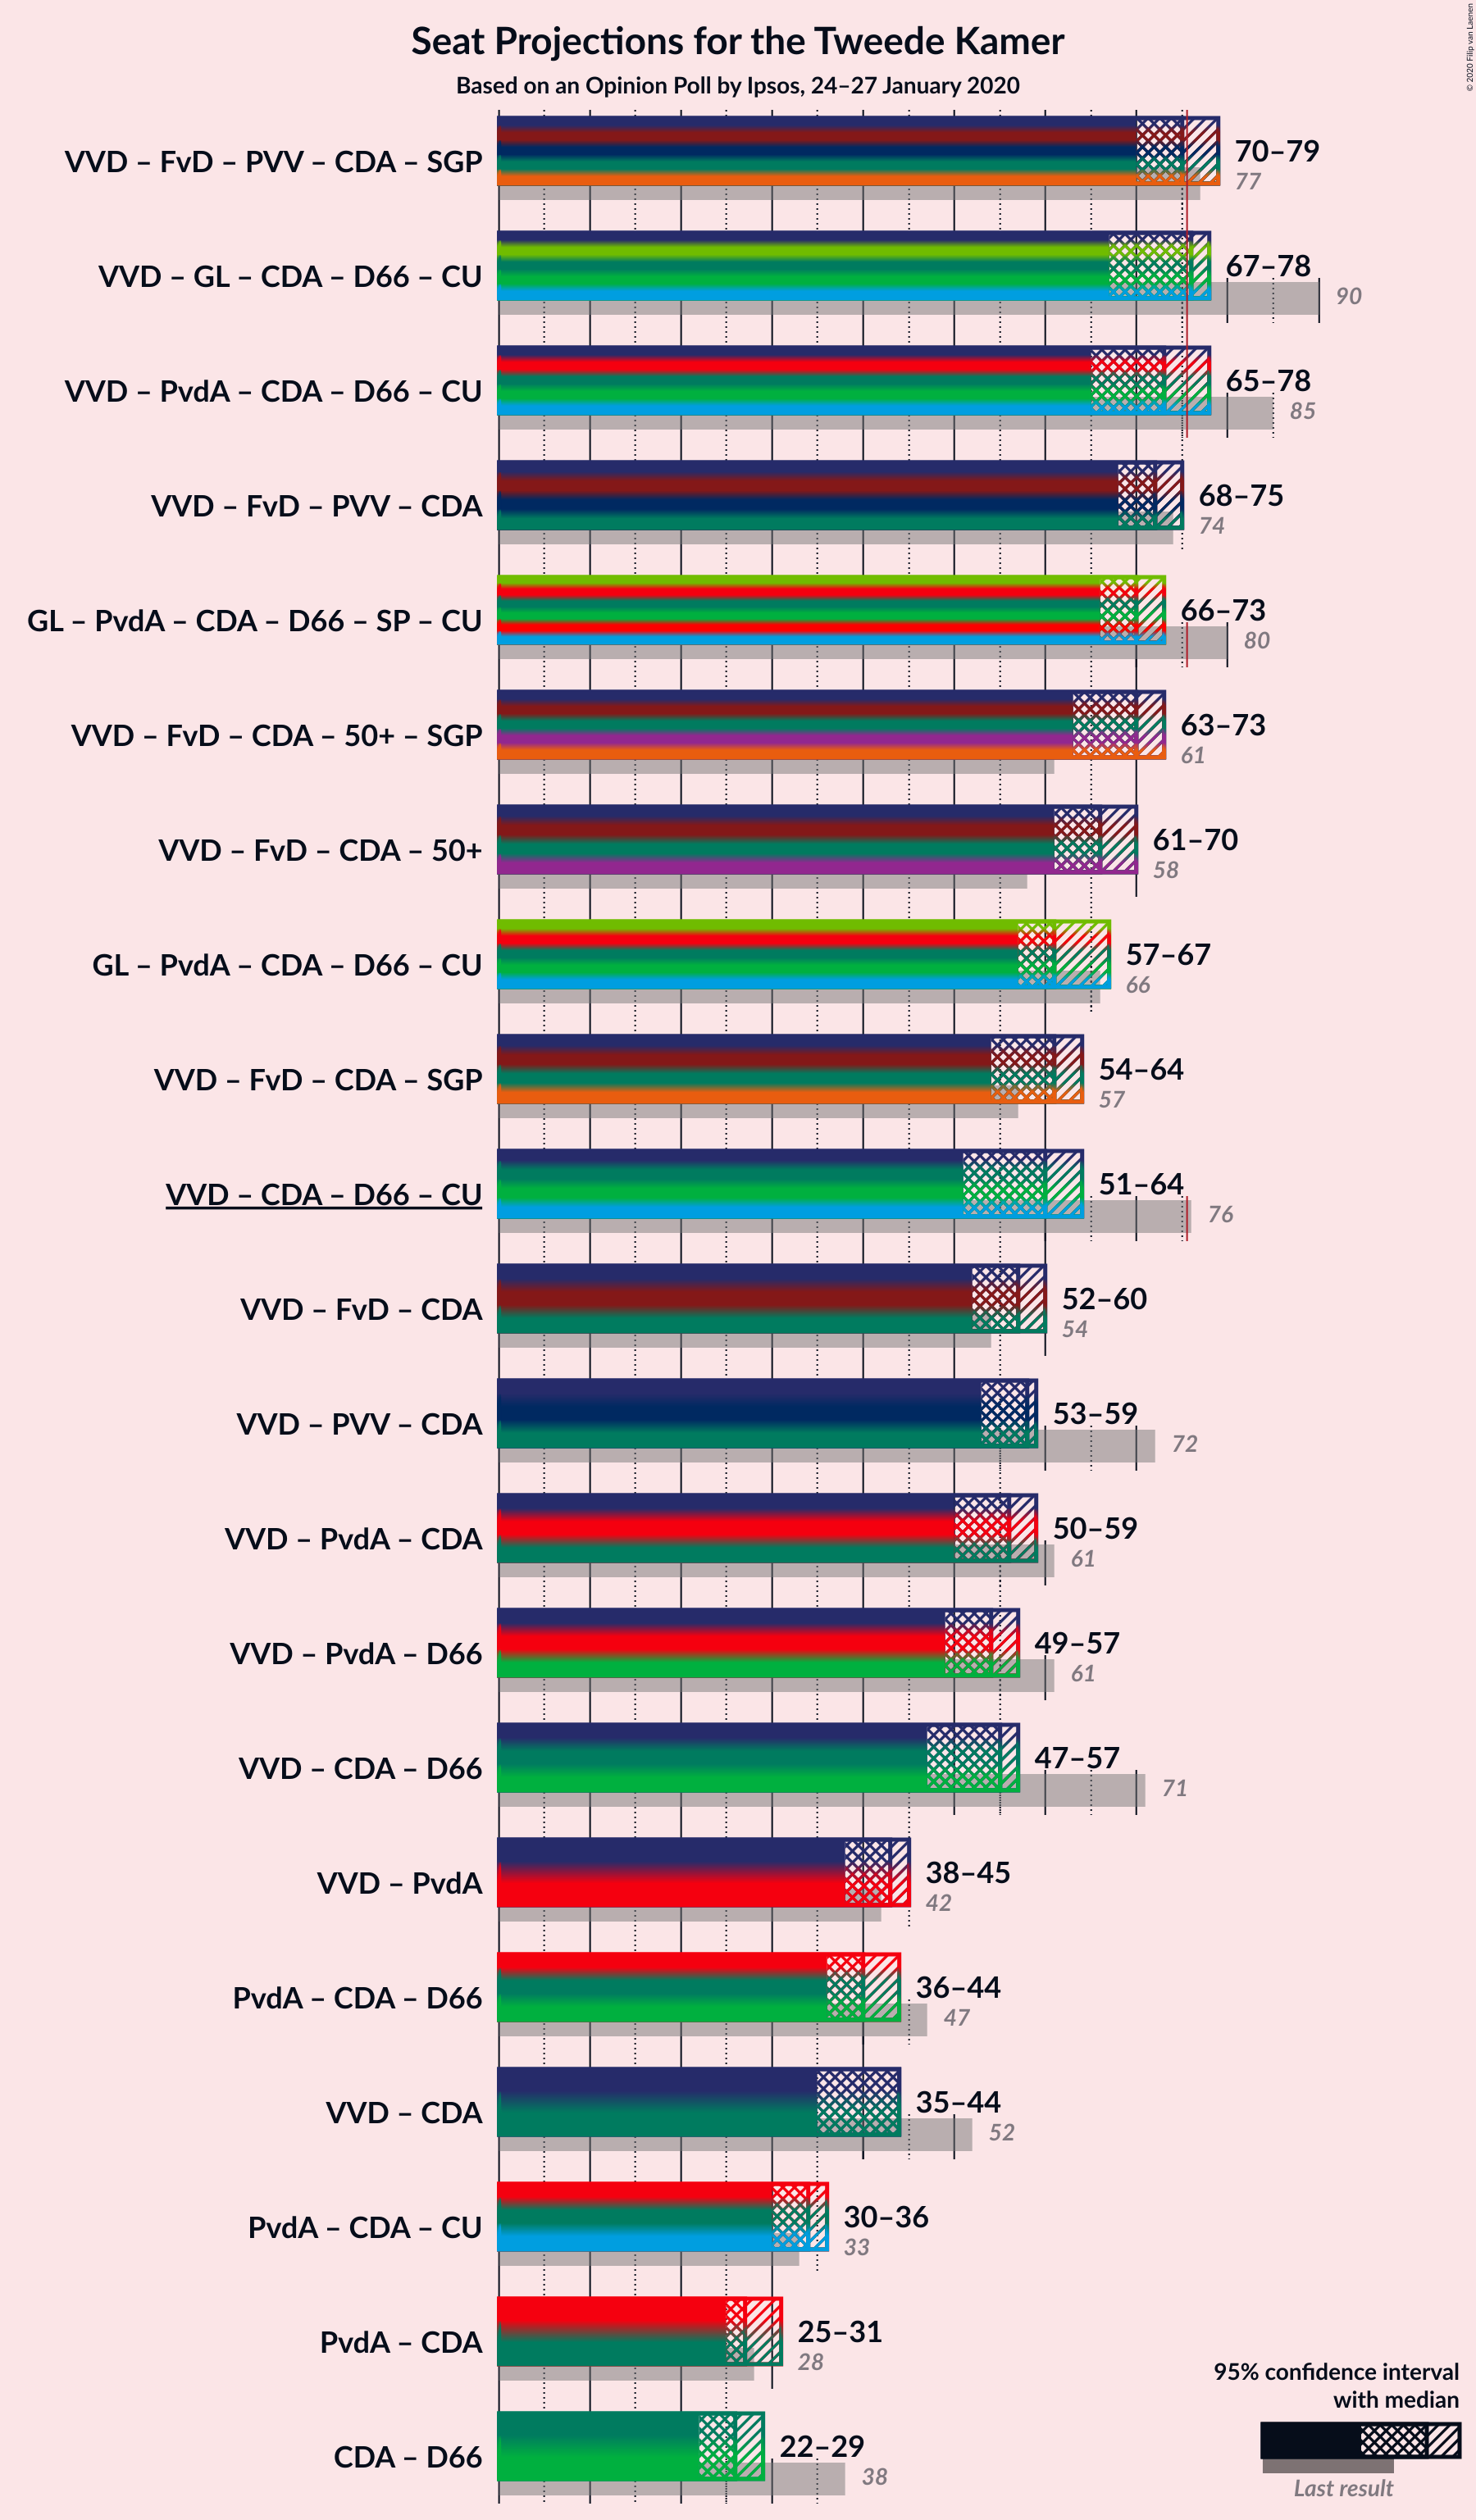 Seat Projections for the Tweede Kamer
Based on an Opinion Poll by Ipsos, 24–27 January 2020
© 2020 Filip van Laenen
VVD – FvD – PVV – CDA – SGP
70–79
77
VVD – GL – CDA – D66 – CU
67–78
90
VVD – PvdA – CDA – D66 – CU
65–78
85
VVD – FvD – PVV – CDA
68–75
74
GL – PvdA – CDA – D66 – SP – CU
66–73
80
VVD – FvD – CDA – 50+ – SGP
63–73
61
VVD – FvD – CDA – 50+
61–70
58
GL – PvdA – CDA – D66 – CU
57–67
66
VVD – FvD – CDA – SGP
54–64
57
VVD – CDA – D66 – CU
51–64
76
VVD – FvD – CDA
52–60
54
VVD – PVV – CDA
53–59
72
VVD – PvdA – CDA
50–59
61
VVD – PvdA – D66
49–57
61
VVD – CDA – D66
47–57
71
VVD – PvdA
38–45
42
PvdA – CDA – D66
36–44
47
VVD – CDA
35–44
52
PvdA – CDA – CU
30–36
33
PvdA – CDA
25–31
28
CDA – D66
22–29
38
95% confidence interval
with median
Last result